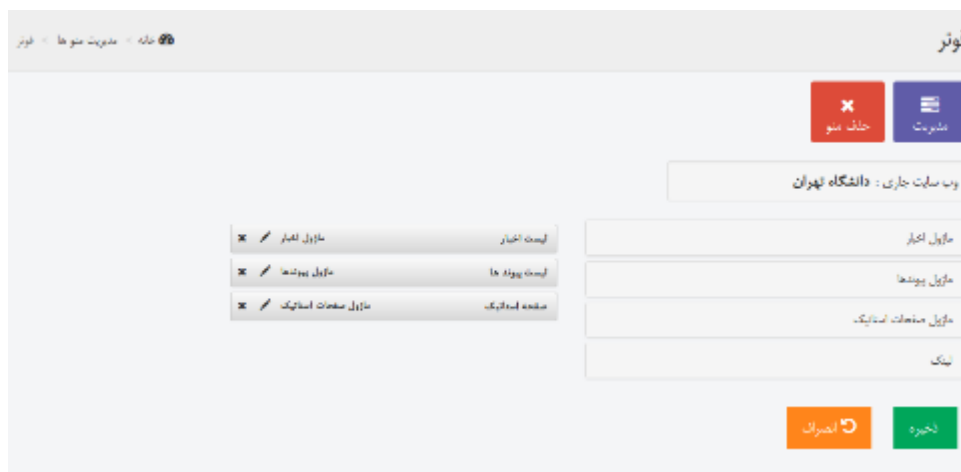 فوتر
خانه > مدیریت منو ها > فوتر
مدیریت
حذف منو
وب سایت جاری : دانشگاه تهران
ماژول اخبار
ماژول پیوندها
ماژول صفحات استاتیک
لینک
لیست اخبار ماژول اخبار
لیست پیوند ها ماژول پیوندها
صفحه استاتیک ماژول صفحات استاتیک
ذخیره
انصراف